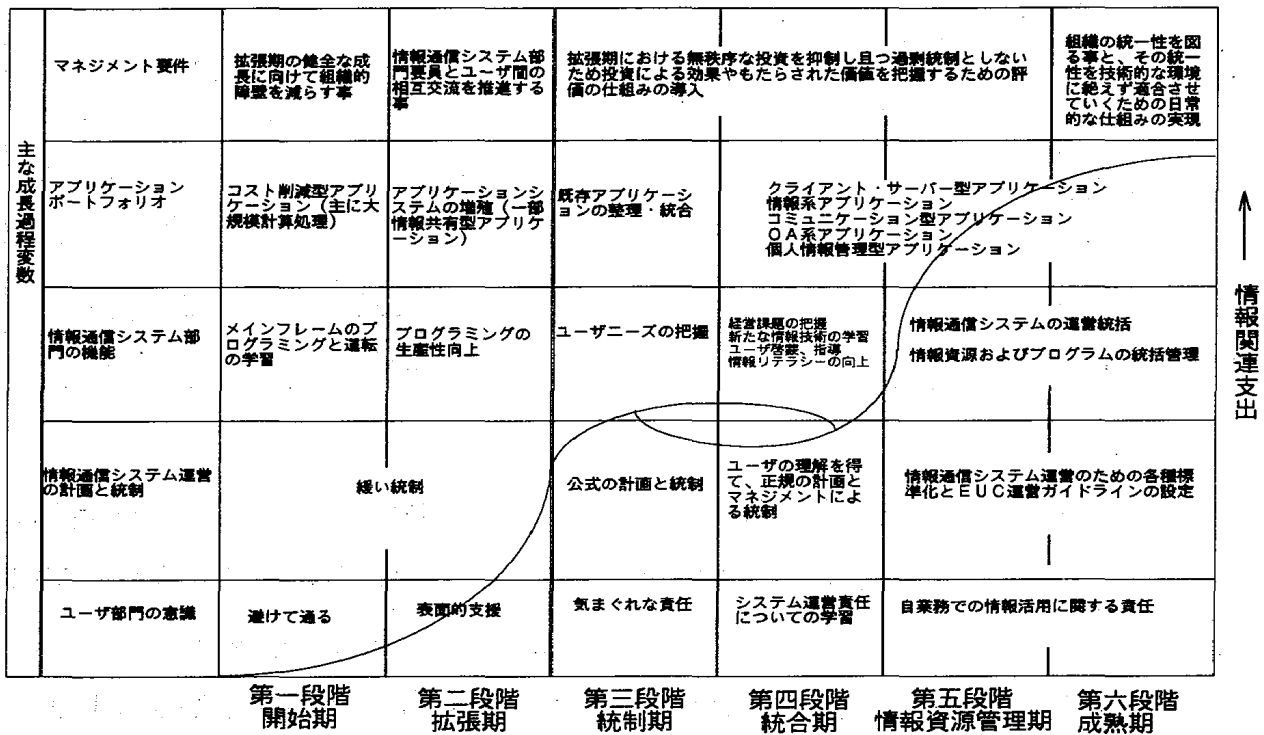 マネジメント要件
拡張期の健全な成
長に向けて組織的
障壁を減らす事
情報通信システム部
門要員とユーザ間の
相互交流を推進する
事
拡張期における無秩序な投資を抑制し且つ過剰統制としない
ため投資による効果やもたらされた価値を把握するための評
価の仕組みの導入
組織の統一性を図
る事と、その統一
性を技術的な環境
に絶えず適合させ
ていくための日常
的な仕組みの実現
主な成長過程変数
アプリケーション
ポートフォリオ
コスト削減型アプリ
ケーション（主に大
規模計算処理）
アプリケーションシ
ステムの増殖（一部
情報共有型アプリケ
ーション）
既存アプリケーシ
ョンの整理・統合
クライアント・サーバー型アプリケーション
情報系アプリケーション
コミュニケーション型アプリケーション
ＯＡ系アプリケーション
個人情報管理型アプリケーション
情報通信システム部
門の機能
メインフレームのプ
ログラミングと運転
の学習
プログラミングの
生産性向上
ユーザニーズの把握
経営課題の把握
新たな情報技術の学習
ユーザ啓蒙、指導
情報リテラシーの向上
情報通信システムの運営統括
情報資源およびプログラムの統括管理
情報通信システム運営
の計画と統制
緩い統制
公式の計画と統制
ユーザの理解を得
て、正規の計画と
マネジメントによ
る統制
情報通信システム運営のための各種標
準化とＥＵＣ運営ガイドラインの設定
ユーザ部門の意識
避けて通る
表面的支援
気まぐれな責任
システム運営責任
についての学習
自業務での情報活用に関する責任
情報関連支出
第一段階
開始期
第二段階
拡張期
第三段階
統制期
第四段階
統合期
第五段階
情報資源管理期
第六段階
成熟期